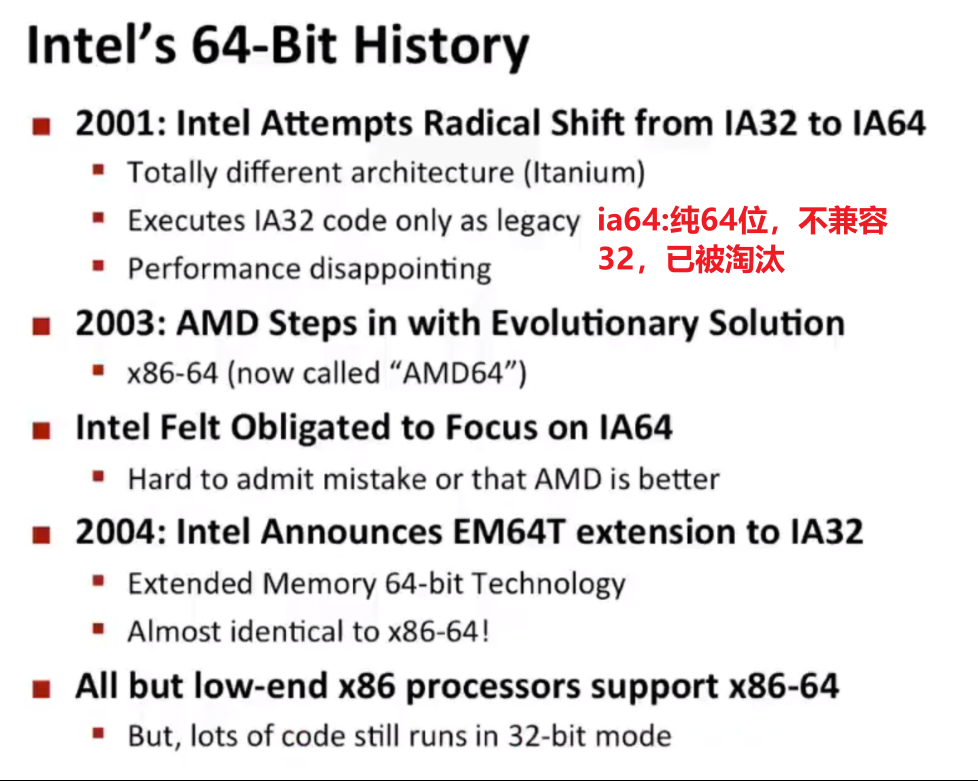 Intel’s 64-Bit History
2001: Intel Attempts Radical Shift from IA32 to IA64
Totally different architecture (Itanium)
Executes IA32 code only as legacy
ia64:纯64位，不兼容
32，已被淘汰
Performance disappointing
2003: AMD Steps in with Evolutionary Solution
x86-64 (now called “AMD64”)
Intel Felt Obligated to Focus on IA64
Hard to admit mistake or that AMD is better
2004: Intel Announces EM64T extension to IA32
Extended Memory 64-bit Technology
Almost identical to x86-64!
All but low-end x86 processors support x86-64
But, lots of code still runs in 32-bit mode